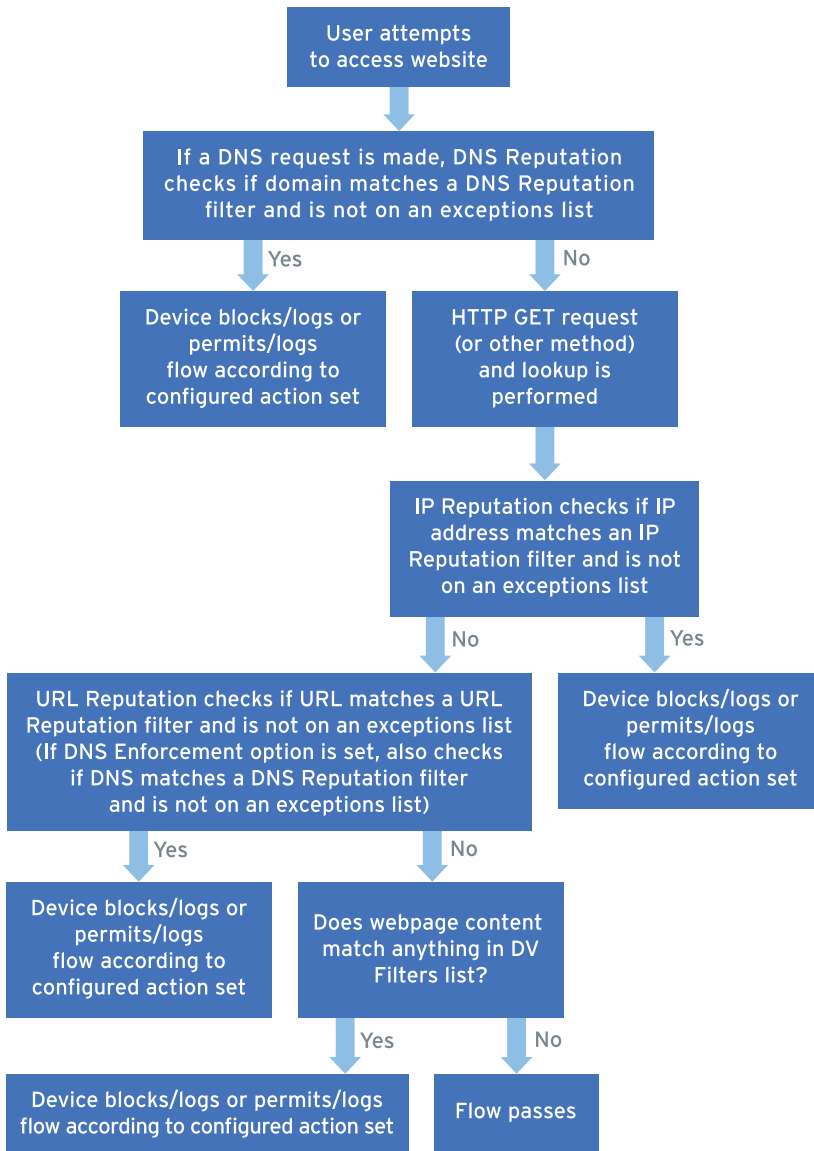 User attempts
to access website
If a DNS request is made, DNS Reputation
checks if domain matches a DNS Reputation
filter and is not on an exceptions list
Yes
No
Device blocks/logs or
permits/logs
flow according to
configured action set
HTTP GET request
(or other method)
and lookup is
performed
IP Reputation checks if IP
address matches an IP
Reputation filter and is not
on an exceptions list
No
Yes
URL Reputation checks if URL matches a URL
Reputation filter and is not on an exceptions list
(If DNS Enforcement option is set, also checks
if DNS matches a DNS Reputation filter
and is not on an exceptions list)
Device blocks/logs or
permits/logs
flow according to
configured action set
Yes
No
Device blocks/logs or
permits/logs
flow according to
configured action set
Does webpage content
match anything in DV
Filters list?
Yes
No
Device blocks/logs or permits/logs
flow according to configured action set
Flow passes